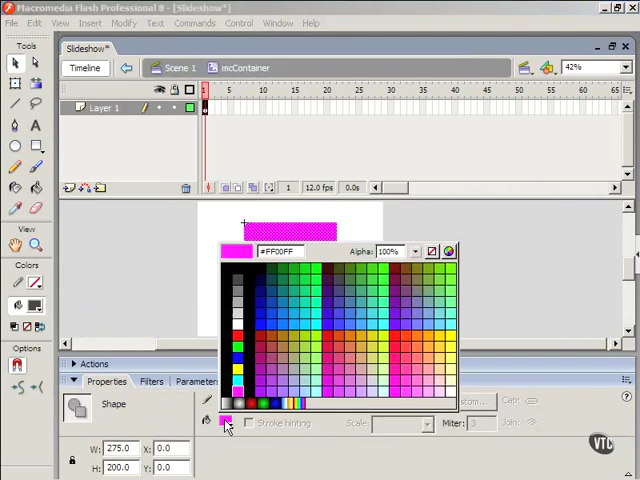 Macromedia Flash Professional 8 - [Slideshow*]
File Edit View Insert Modify Text Commands Control Window Help
Tools
Slideshow*
Timeline Scene 1 mcContainer 42%
1 5 10 15 20 25 30 35 40 45 50 55 60 65
Layer 1
1 12.0 fps 0.0s
View
Colors
Options
#FF00FF Alpha: 100%
Actions
Properties Filters Parameters
Shape
Custom... Cap:
Stroke hinting Scale: Miter: 3 Join:
W: 275.0 X: 0.0
H: 200.0 Y: 0.0
VTC